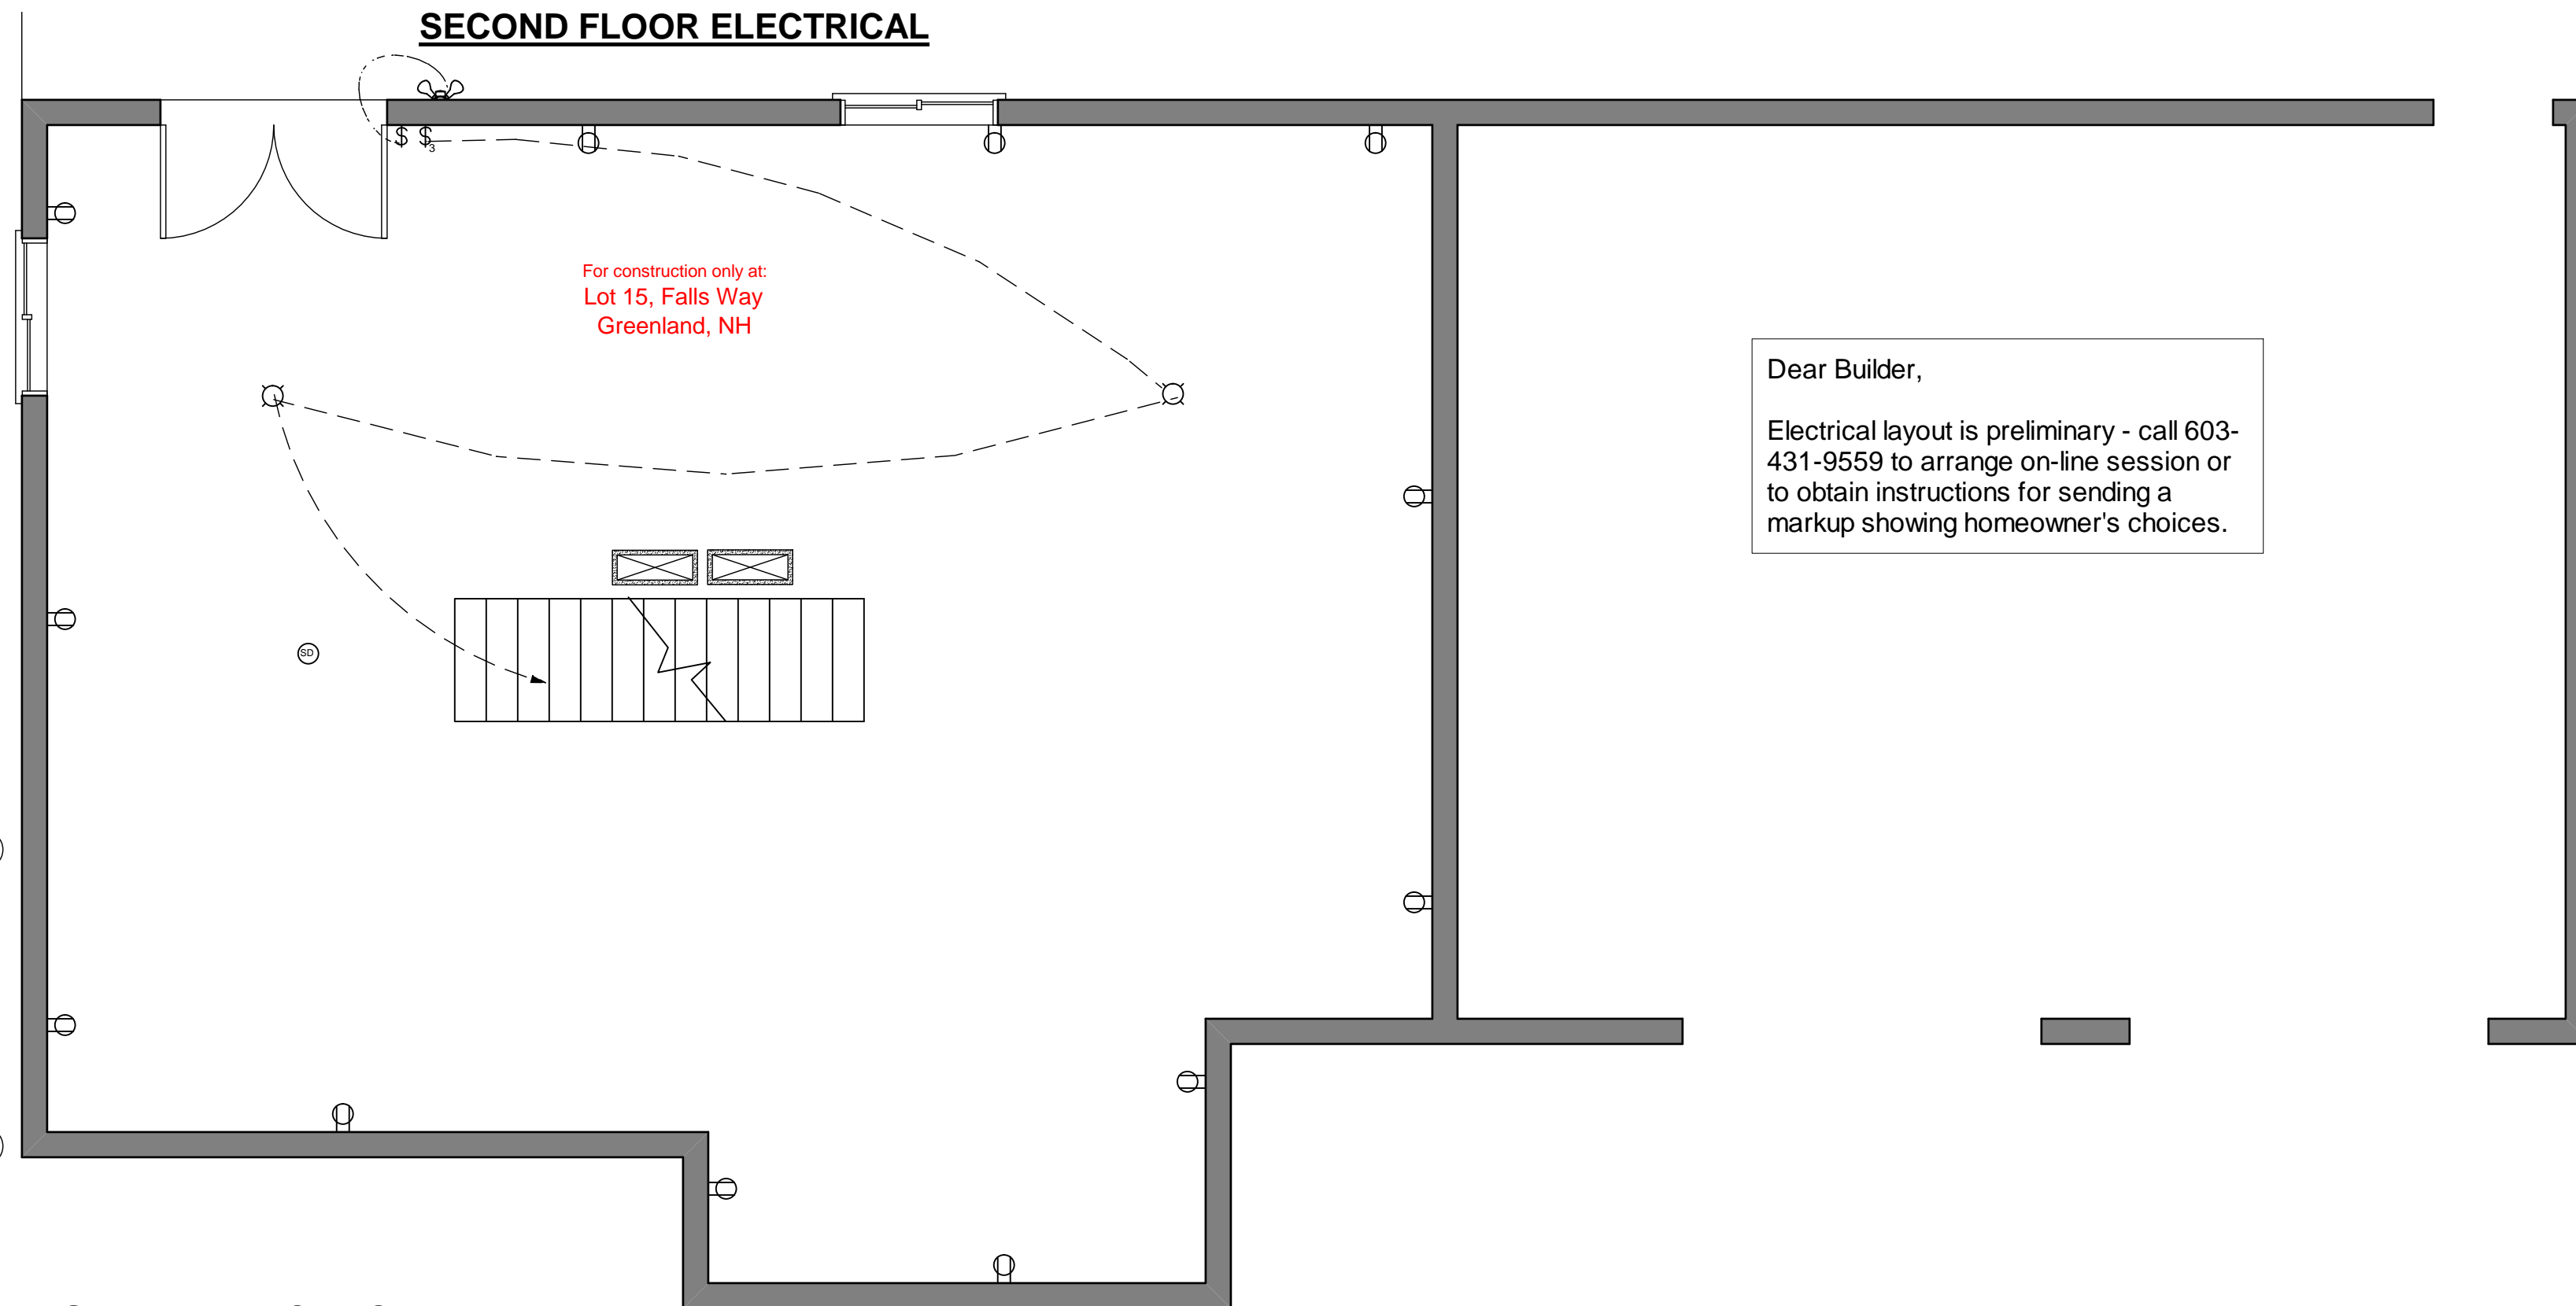 SECOND FLOOR ELECTRICAL
$ $3
For construction only at:
Lot 15, Falls Way
Greenland, NH
Dear Builder,
Electrical layout is preliminary - call 603-
431-9559 to arrange on-line session or
to obtain instructions for sending a
markup showing homeowner's choices.
SD